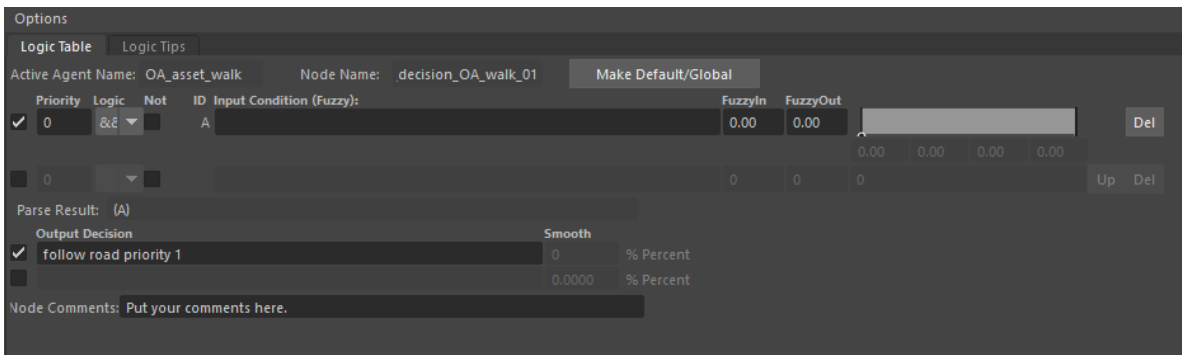 Options
Logic Table Logic Tips
Active Agent Name: OA_asset_walk Node Name: _decision_OA_walk_01 Make Default/Global
Priority Logic Not ID Input Condition (Fuzzy): FuzzyIn FuzzyOut
0 && A 0.00 0.00 Del
0.00 0.00 0.00 0.00
0 0 0 0 Up Del
Parse Result: (A)
Output Decision Smooth
follow road priority 1 0 % Percent
0.0000 % Percent
Node Comments: Put your comments here.